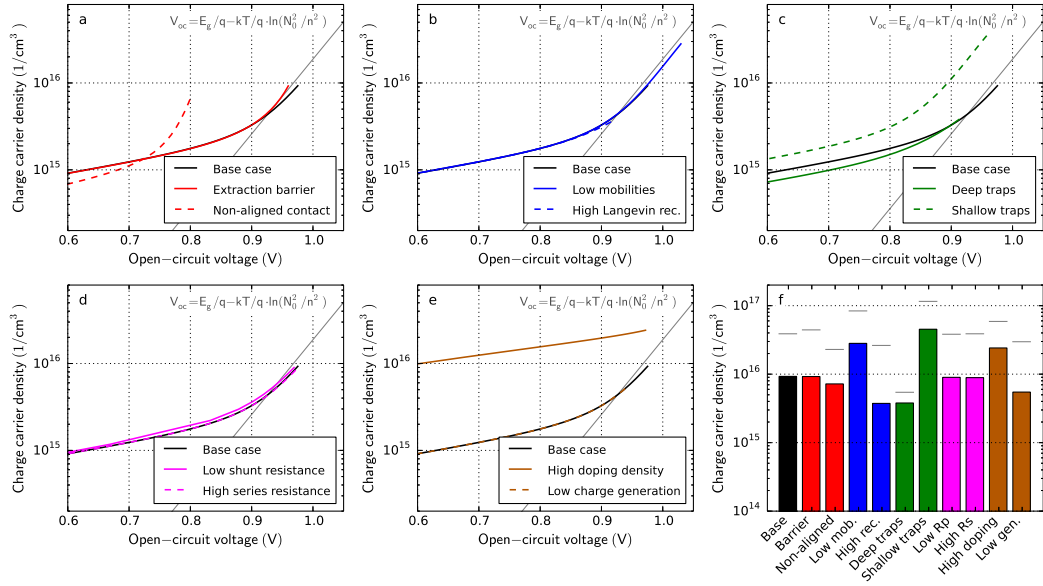 a
V_oc=E_g/q−kT/q·ln(N_0^2/n^2)
Charge carrier density (1/cm^3)
10^16
10^15
Base case
Extraction barrier
Non-aligned contact
0.6 0.7 0.8 0.9 1.0
Open−circuit voltage (V)
b
V_oc=E_g/q−kT/q·ln(N_0^2/n^2)
Charge carrier density (1/cm^3)
10^16
10^15
Base case
Low mobilities
High Langevin rec.
0.6 0.7 0.8 0.9 1.0
Open−circuit voltage (V)
c
V_oc=E_g/q−kT/q·ln(N_0^2/n^2)
Charge carrier density (1/cm^3)
10^16
10^15
Base case
Deep traps
Shallow traps
0.6 0.7 0.8 0.9 1.0
Open−circuit voltage (V)
d
V_oc=E_g/q−kT/q·ln(N_0^2/n^2)
Charge carrier density (1/cm^3)
10^16
10^15
Base case
Low shunt resistance
High series resistance
0.6 0.7 0.8 0.9 1.0
Open−circuit voltage (V)
e
V_oc=E_g/q−kT/q·ln(N_0^2/n^2)
Charge carrier density (1/cm^3)
10^16
10^15
Base case
High doping density
Low charge generation
0.6 0.7 0.8 0.9 1.0
Open−circuit voltage (V)
f
Charge carrier density (1/cm^3)
10^17
10^16
10^15
10^14
Base
Barrier
Non-aligned
Low mob.
High rec.
Deep traps
Shallow traps
Low Rp
High Rs
High doping
Low gen.